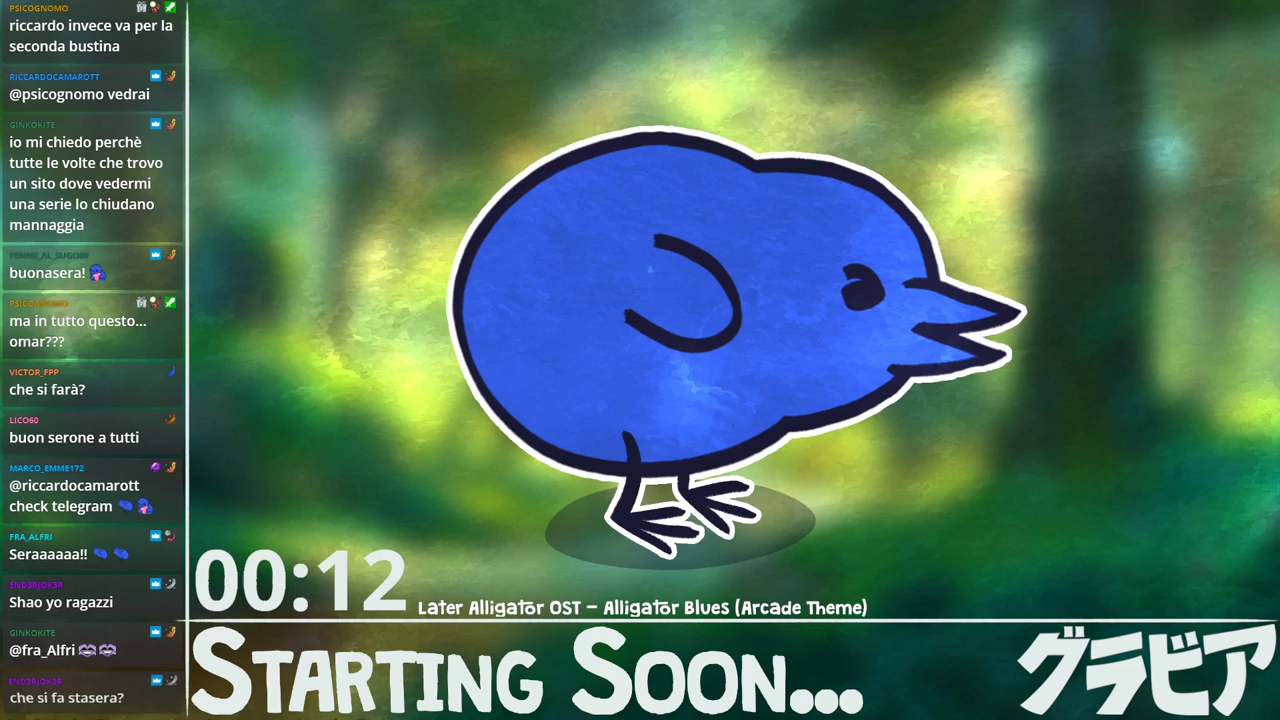 PSICOGNOMO
riccardo invece va per la
seconda bustina
RICCARDOCAMAROTT
@psicognomo vedrai
GINKOKITE
io mi chiedo perchè
tutte le volte che trovo
un sito dove vedermi
una serie lo chiudano
mannaggia
PENNE_AL_SUGO89
buonasera!
PSICOGNOMO
ma in tutto questo...
omar???
VICTOR_FPP
che si farà?
LICO60
buon serone a tutti
MARCO_EMME172
@riccardocamarott
check telegram
FRA_ALFRI
Seraaaaaa!!
END3RJOK3R
Shao yo ragazzi
GINKOKITE
@fra_Alfri
END3RJOK3R
che si fa stasera?
00:12
Later Alligator OST – Alligator Blues (Arcade Theme)
Starting Soon...
グラビア